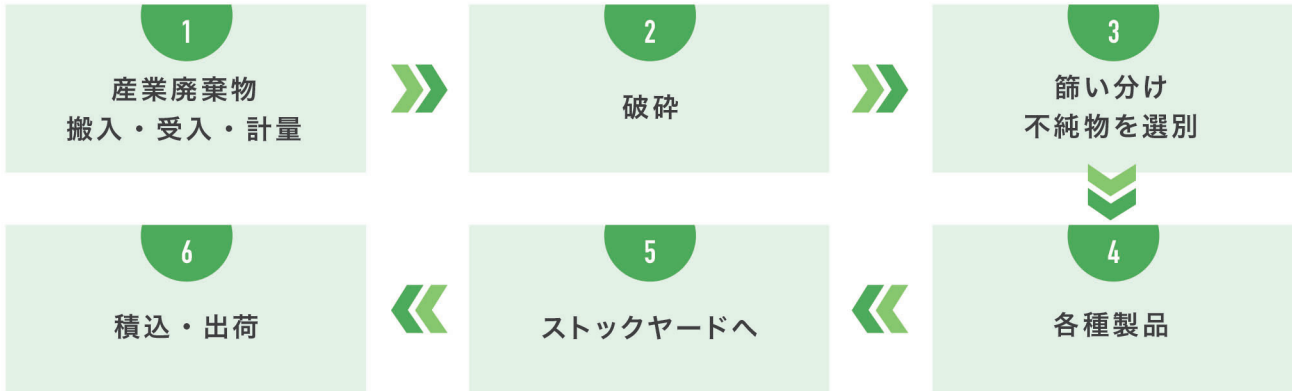 1
産業廃棄物
搬入・受入・計量
2
破砕
3
篩い分け
不純物を選別
4
各種製品
5
ストックヤードへ
6
積込・出荷